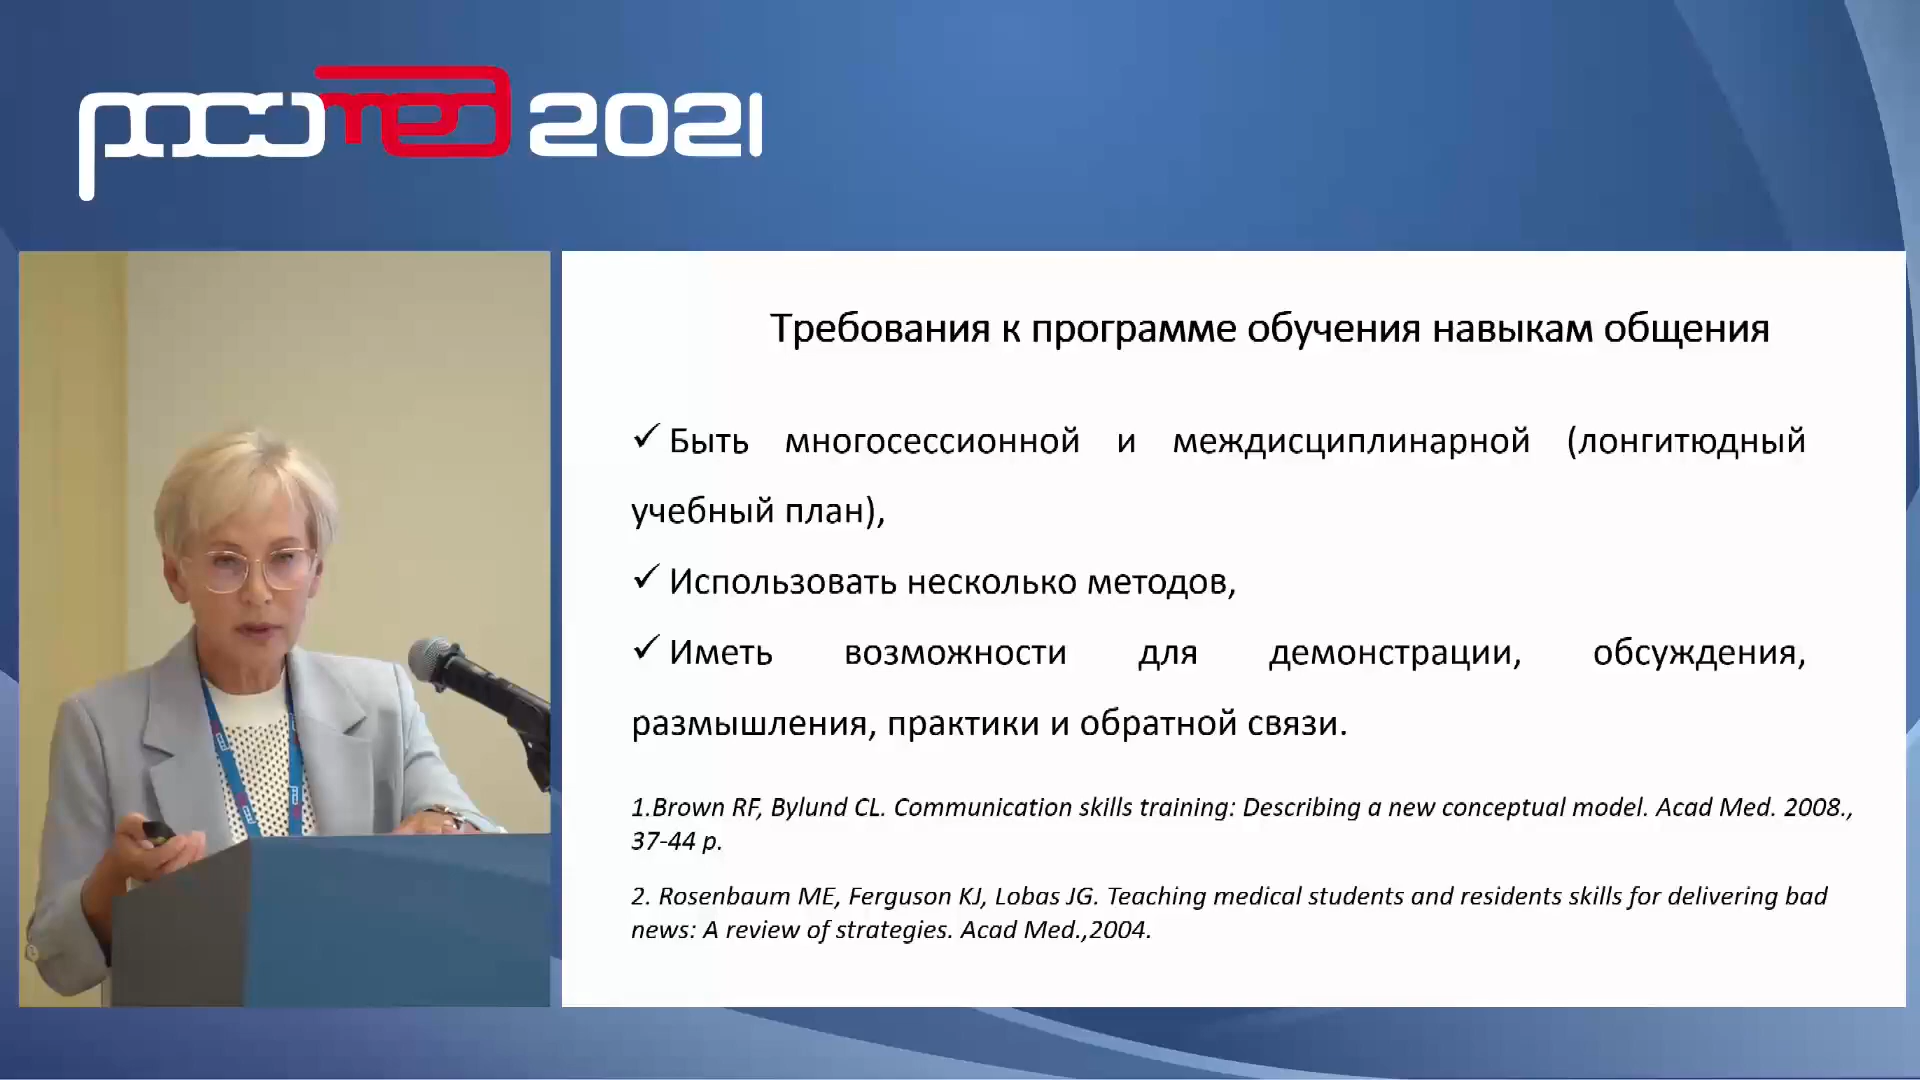 росомед 2021
Требования к программе обучения навыкам общения
✓ Быть многосессионной и междисциплинарной (лонгитюдный
учебный план),
✓ Использовать несколько методов,
✓ Иметь возможности для демонстрации, обсуждения,
размышления, практики и обратной связи.
1.Brown RF, Bylund CL. Communication skills training: Describing a new conceptual model. Acad Med. 2008.,
37-44 p.
2. Rosenbaum ME, Ferguson KJ, Lobas JG. Teaching medical students and residents skills for delivering bad
news: A review of strategies. Acad Med.,2004.